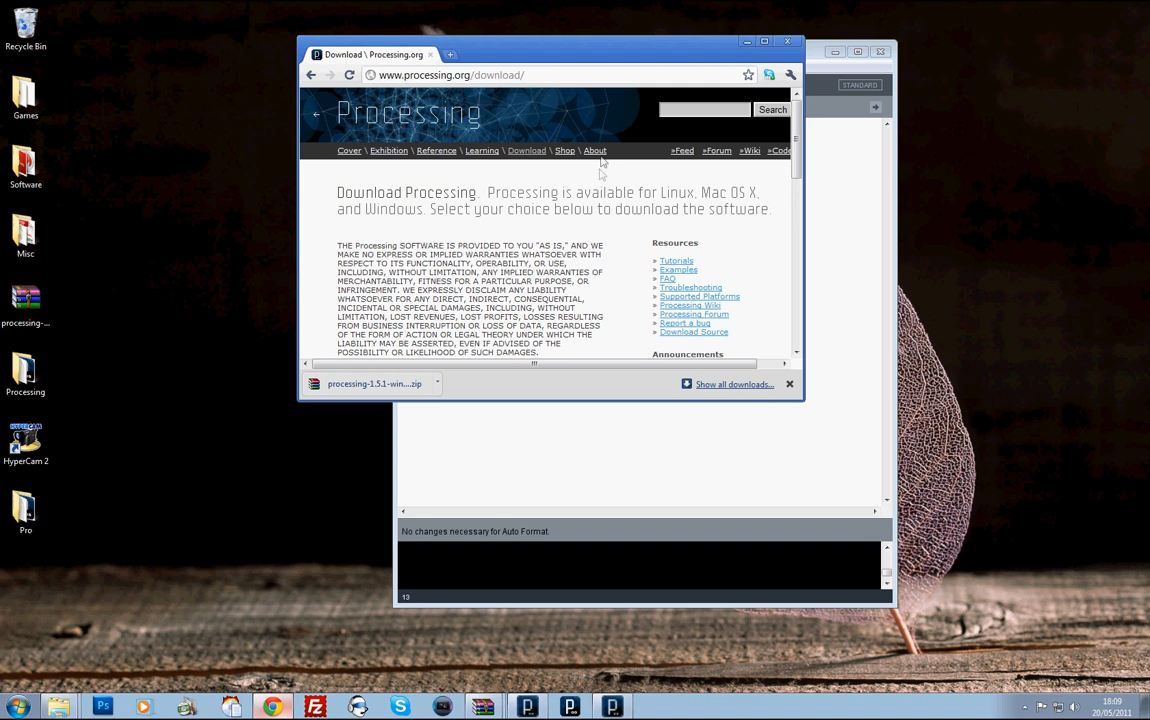 Recycle Bin
Games
Software
Misc
processing-...
Processing
HYPERCAM
HyperCam 2
Pro
Download \ Processing.org
www.processing.org/download/
Processing
Search
Cover \ Exhibition \ Reference \ Learning \ Download \ Shop \ About
»Feed »Forum »Wiki »Code
Download Processing. Processing is available for Linux, Mac OS X,
and Windows. Select your choice below to download the software.
THE Processing SOFTWARE IS PROVIDED TO YOU "AS IS," AND WE
MAKE NO EXPRESS OR IMPLIED WARRANTIES WHATSOEVER WITH
RESPECT TO ITS FUNCTIONALITY, OPERABILITY, OR USE,
INCLUDING, WITHOUT LIMITATION, ANY IMPLIED WARRANTIES OF
MERCHANTABILITY, FITNESS FOR A PARTICULAR PURPOSE, OR
INFRINGEMENT. WE EXPRESSLY DISCLAIM ANY LIABILITY
WHATSOEVER FOR ANY DIRECT, INDIRECT, CONSEQUENTIAL,
INCIDENTAL OR SPECIAL DAMAGES, INCLUDING, WITHOUT
LIMITATION, LOST REVENUES, LOST PROFITS, LOSSES RESULTING
FROM BUSINESS INTERRUPTION OR LOSS OF DATA, REGARDLESS
OF THE FORM OF ACTION OR LEGAL THEORY UNDER WHICH THE
LIABILITY MAY BE ASSERTED, EVEN IF ADVISED OF THE
POSSIBILITY OR LIKELIHOOD OF SUCH DAMAGES.
Resources
» Tutorials
» Examples
» FAQ
» Troubleshooting
» Supported Platforms
» Processing Wiki
» Processing Forum
» Report a bug
» Download Source
Announcements
processing-1.5.1-win....zip
Show all downloads...
STANDARD
No changes necessary for Auto Format.
13
Ps
Fz
18:09
20/05/2011